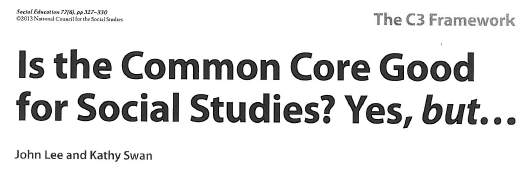 Social Education 77(6), pp 327–330
©2013 National Council for the Social Studies
The C3 Framework
Is the Common Core Good
for Social Studies? Yes, but…
John Lee and Kathy Swan